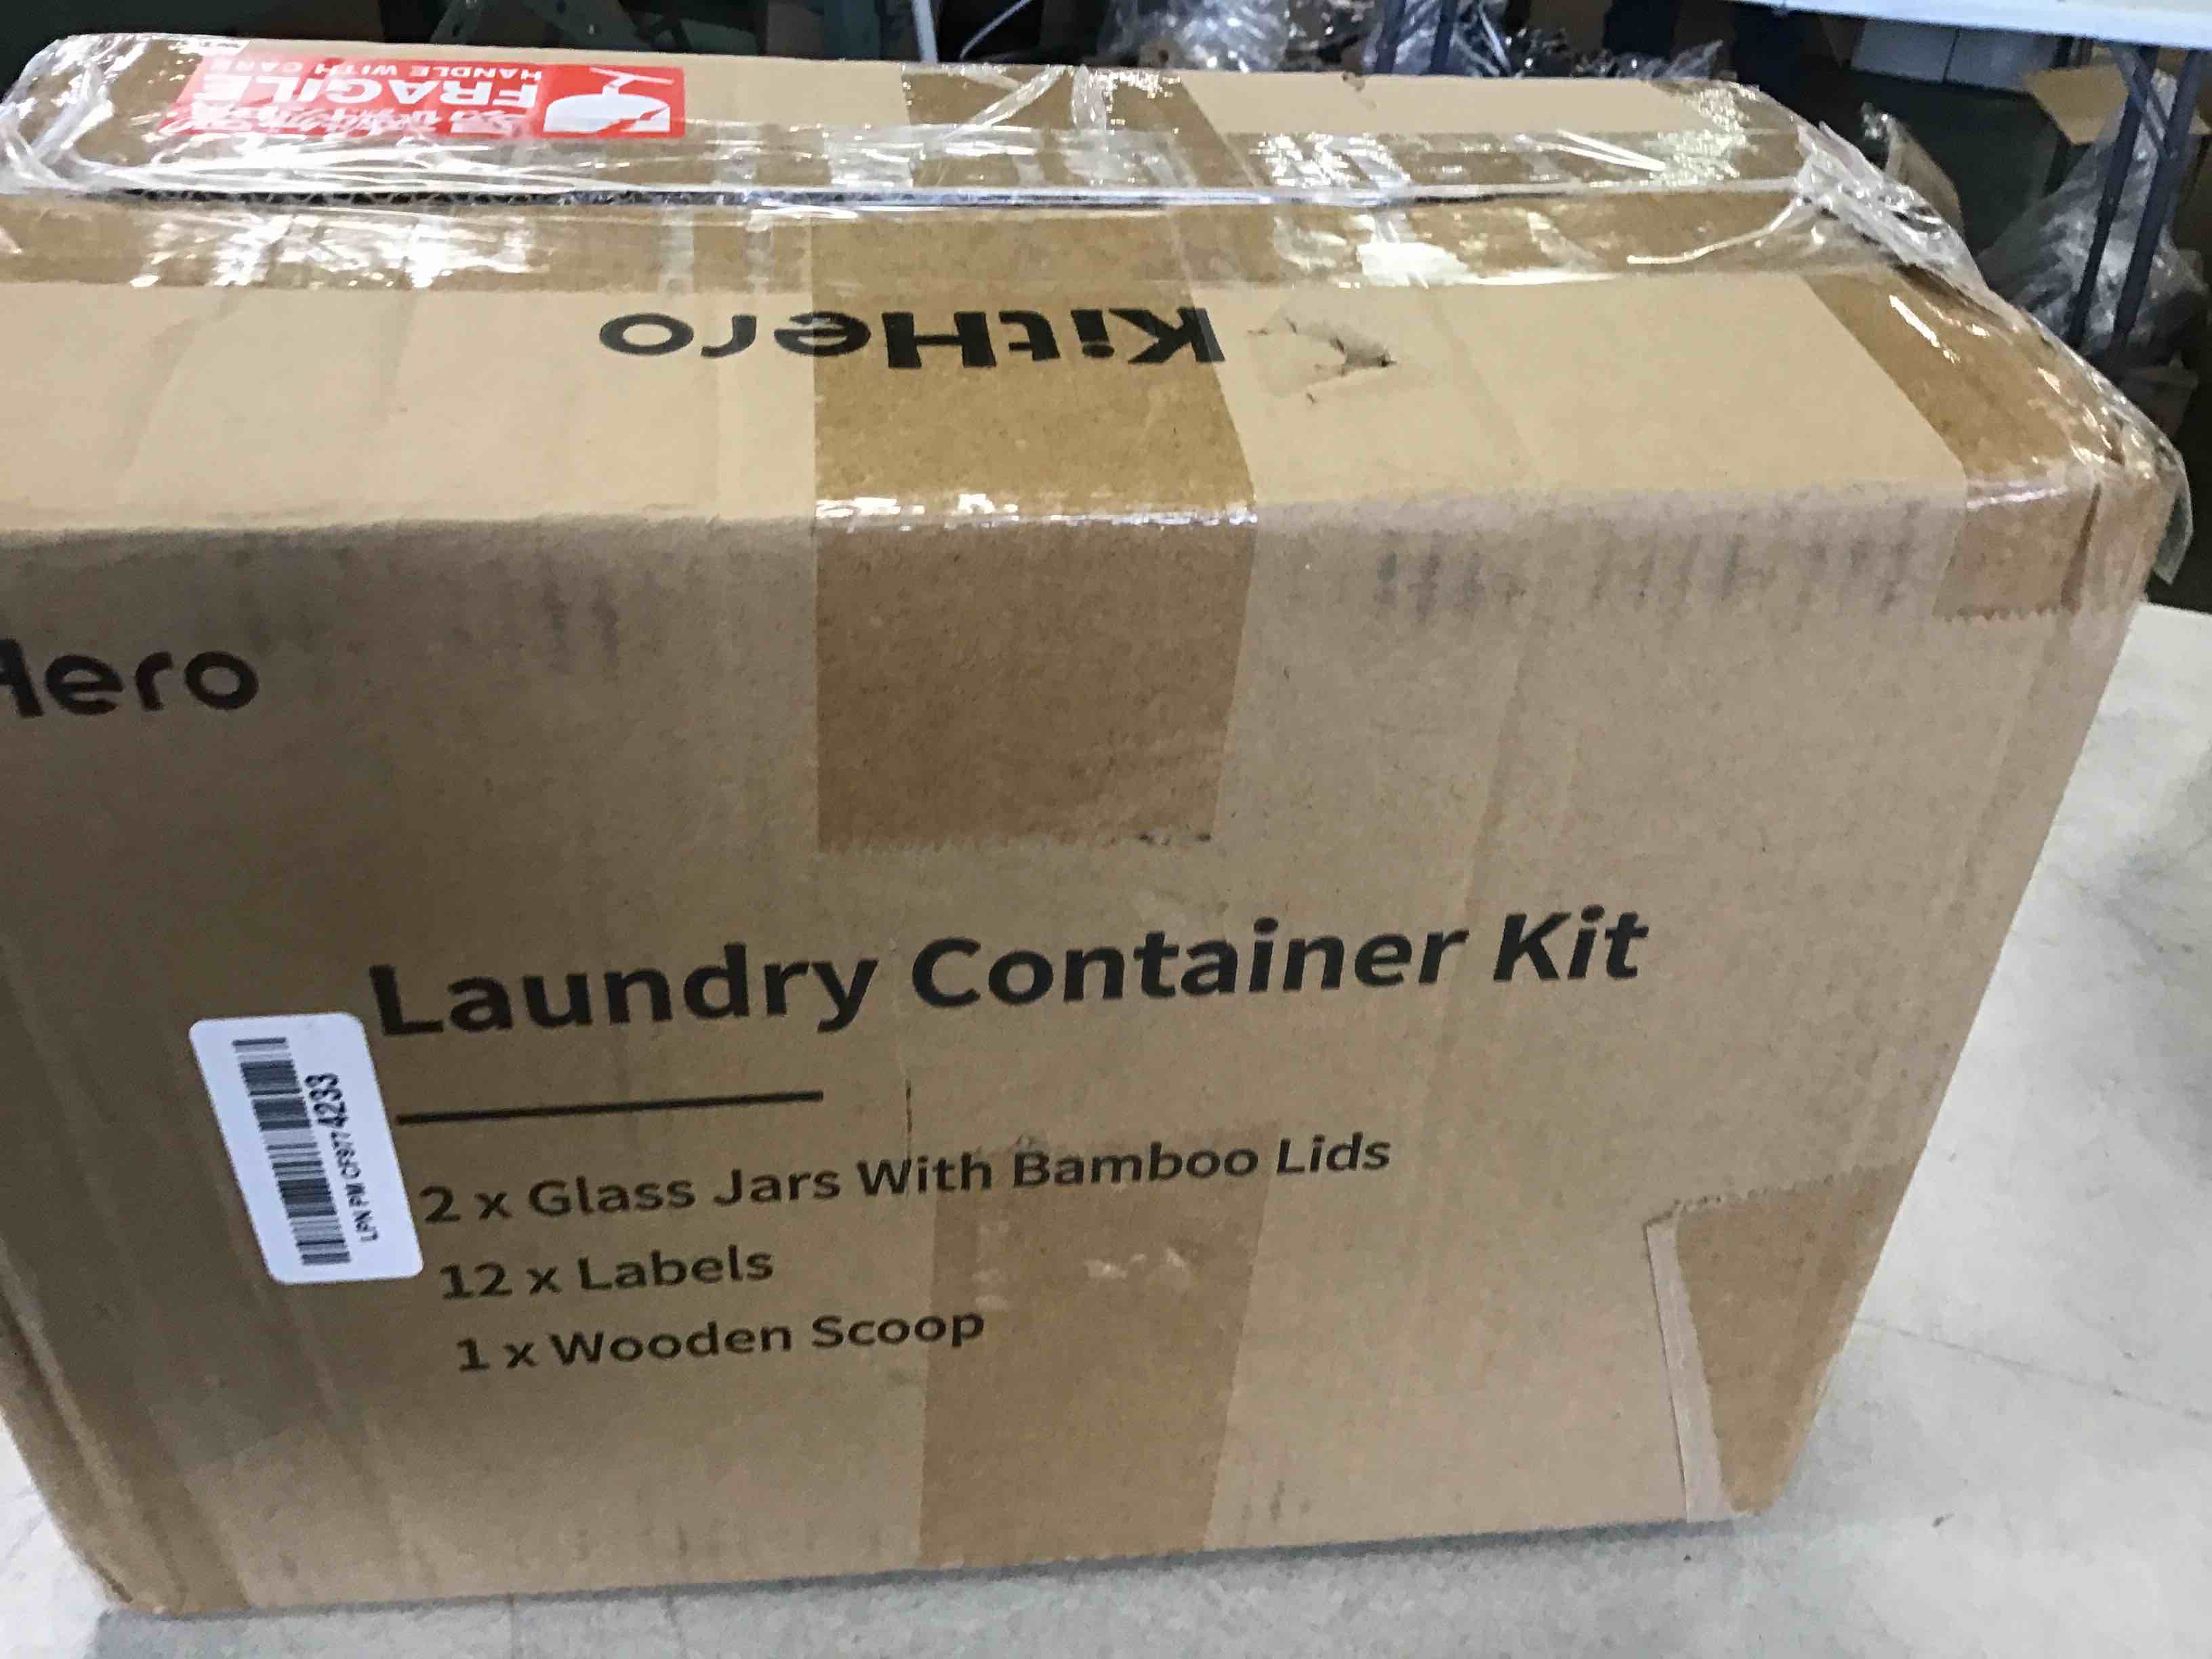 FRAGILE
HANDLE WITH CARE
KitHero
Hero
Laundry Container Kit
2 x Glass Jars With Bamboo Lids
12 x Labels
1 x Wooden Scoop